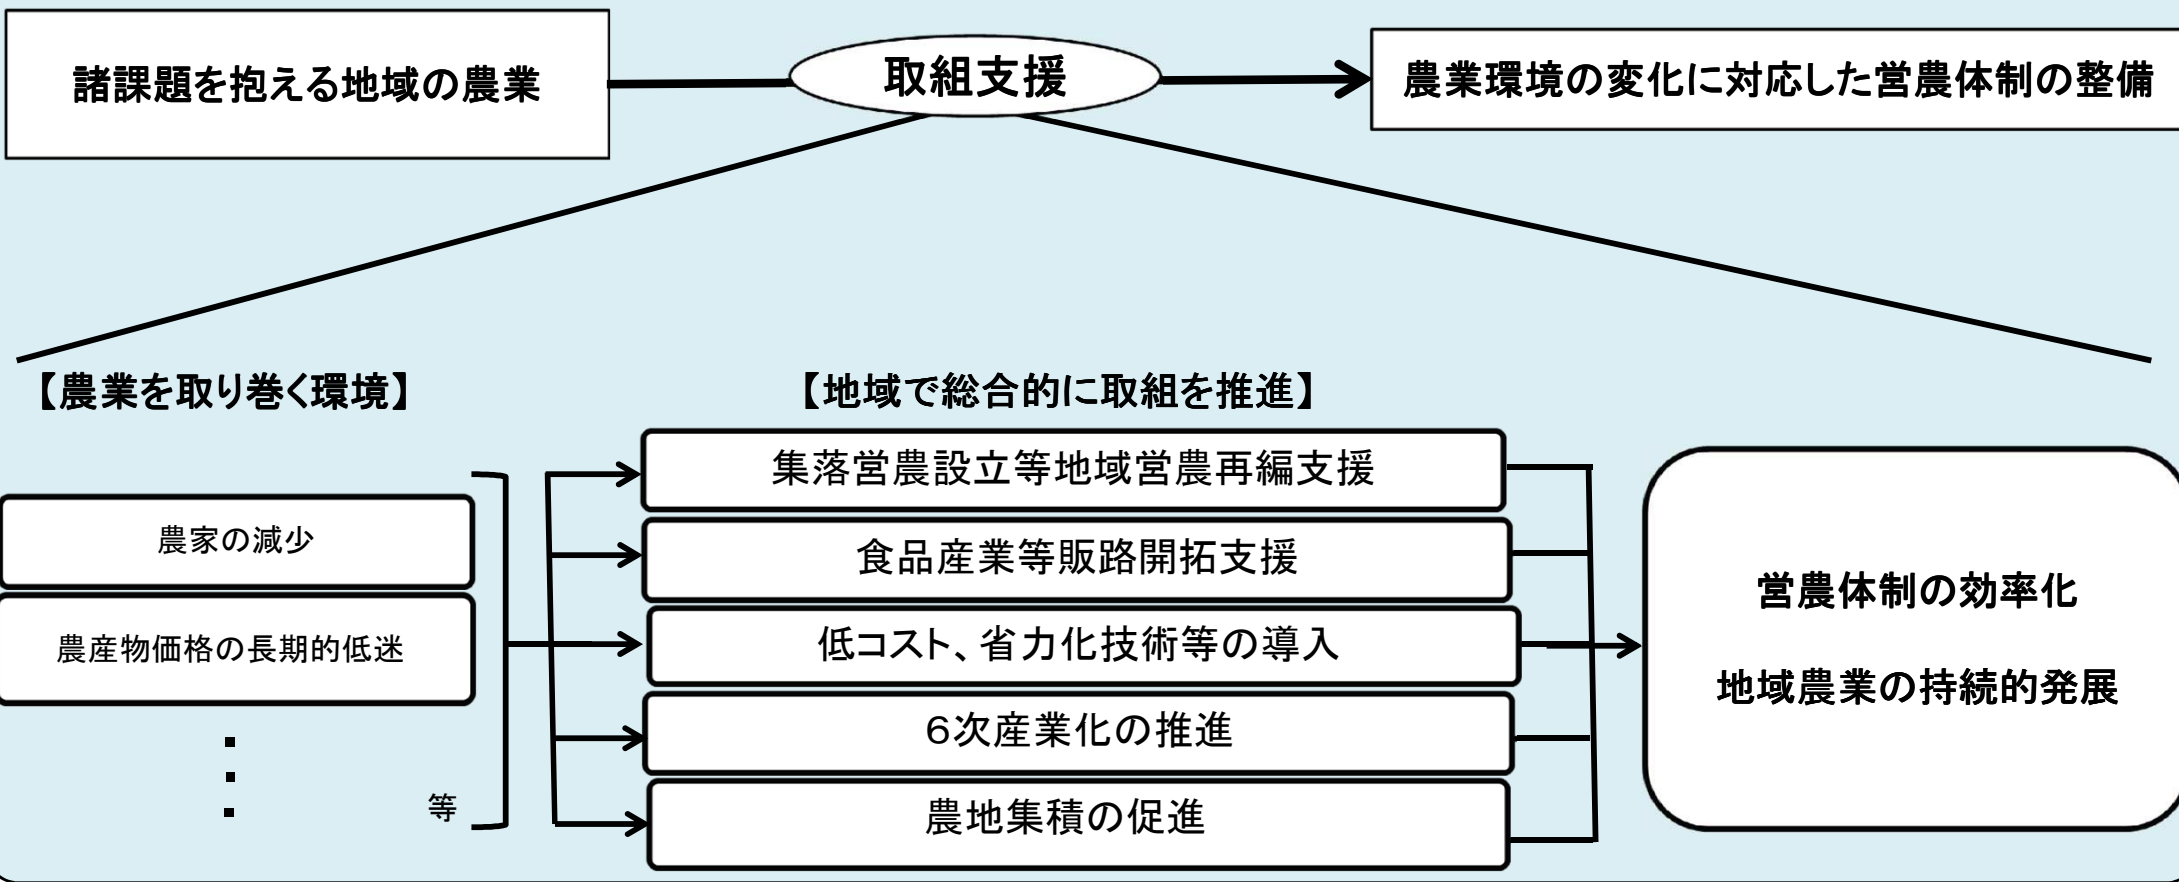 諸課題を抱える地域の農業
取組支援
農業環境の変化に対応した営農体制の整備
【農業を取り巻く環境】
【地域で総合的に取組を推進】
農家の減少
農産物価格の長期的低迷
等
集落営農設立等地域営農再編支援
食品産業等販路開拓支援
低コスト、省力化技術等の導入
６次産業化の推進
農地集積の促進
営農体制の効率化
地域農業の持続的発展